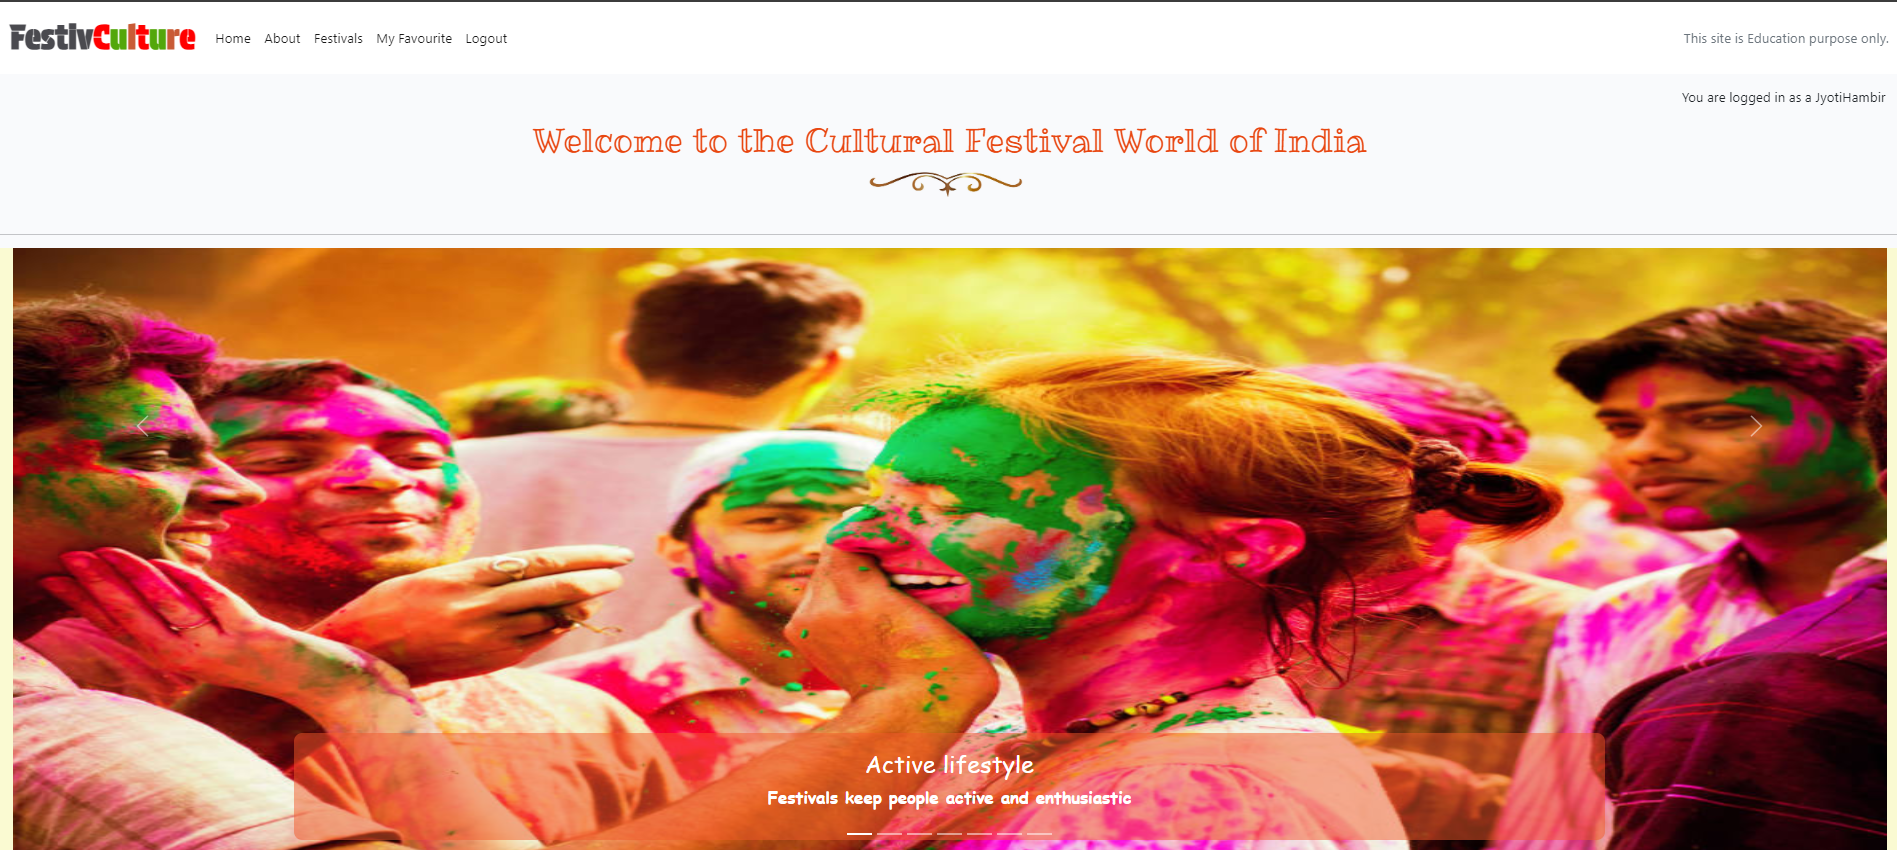 FestivCulture Home About Festivals My Favourite Logout This site is Education purpose only.
You are logged in as a JyotiHambir
Welcome to the Cultural Festival World of India
Active lifestyle
Festivals keep people active and enthusiastic